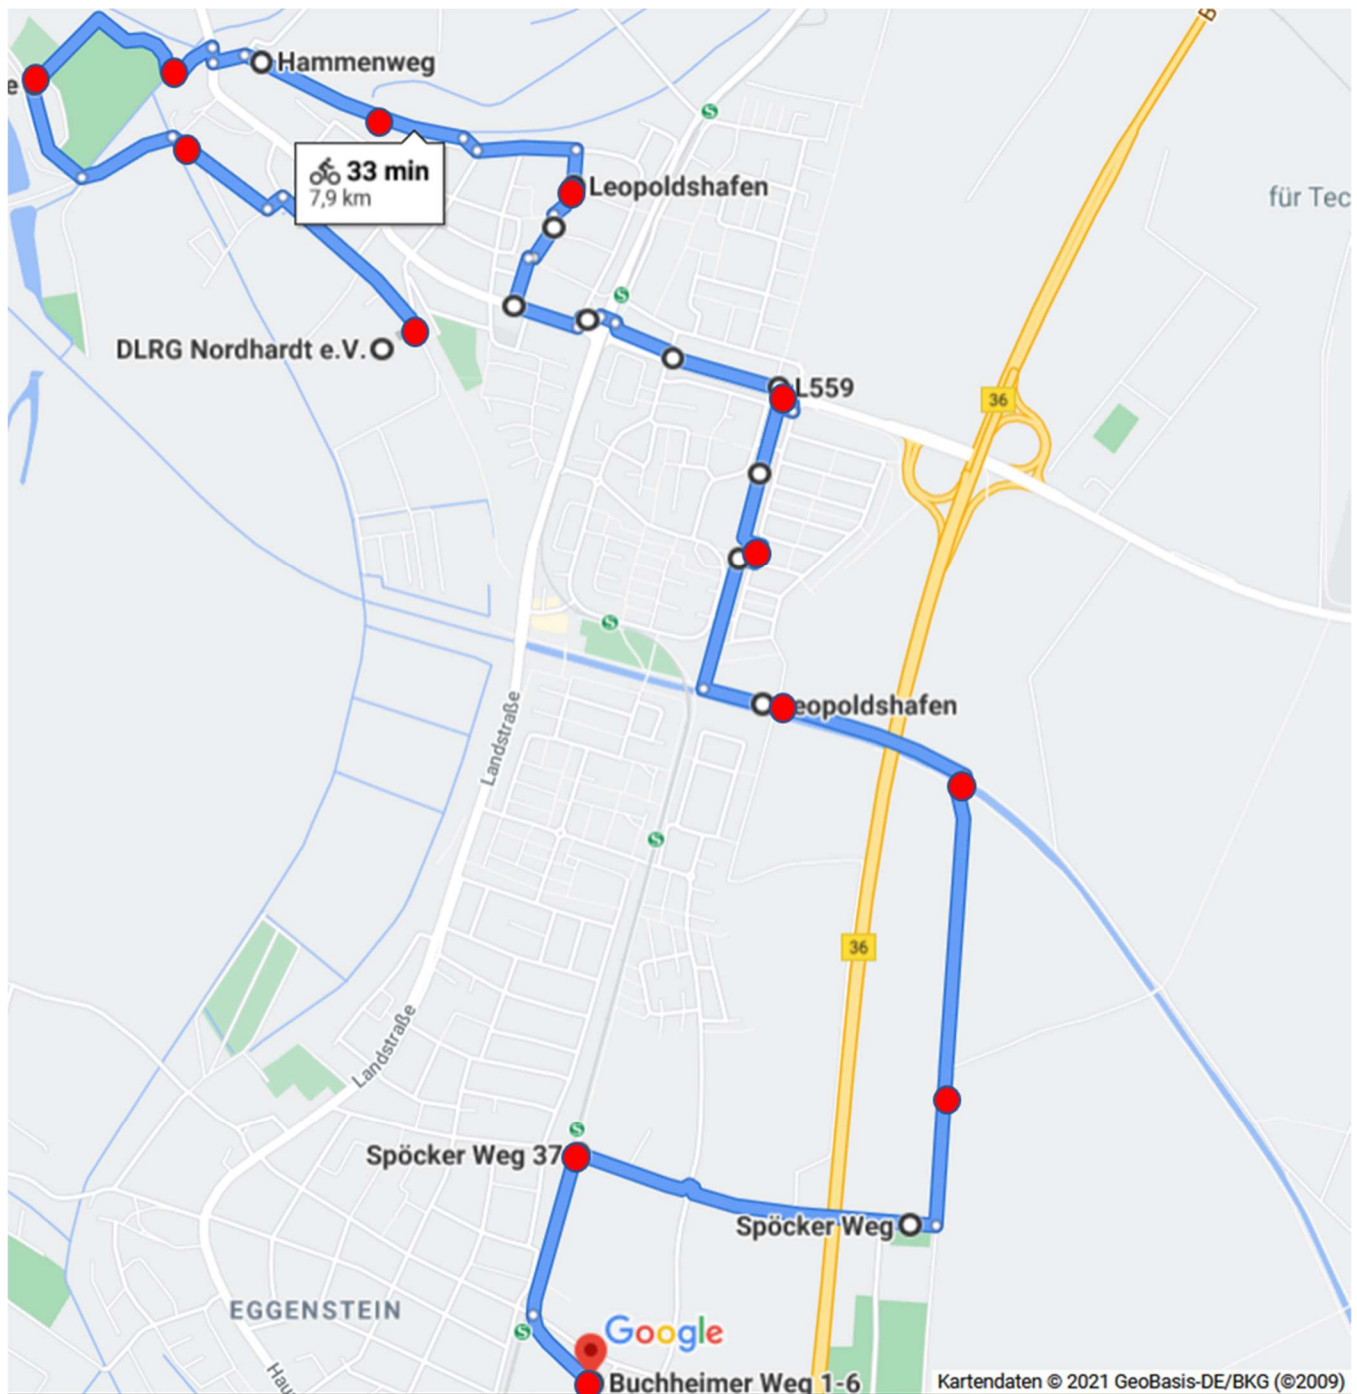 B
Hammenweg
e
33 min
7,9 km
Leopoldshafen
für Tec
DLRG Nordhardt e.V.
L559
36
S
S
S
eopoldshafen
Landstraße
S
36
Landstraße
S
Spöcker Weg 37
Spöcker Weg
EGGENSTEIN
Google
S
Hau
Buchheimer Weg 1-6
Kartendaten © 2021 GeoBasis-DE/BKG (©2009)